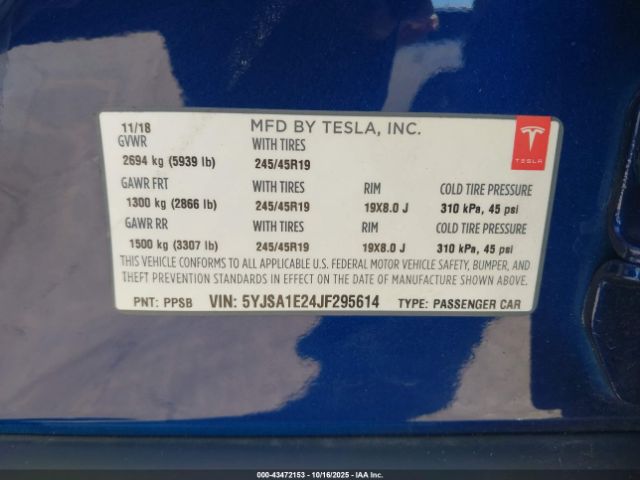 11/18 MFD BY TESLA, INC.
GVWR WITH TIRES
2694 kg (5939 lb) 245/45R19
TESLA
GAWR FRT WITH TIRES RIM COLD TIRE PRESSURE
1300 kg (2866 lb) 245/45R19 19X8.0 J 310 kPa, 45 psi
GAWR RR WITH TIRES RIM COLD TIRE PRESSURE
1500 kg (3307 lb) 245/45R19 19X8.0 J 310 kPa, 45 psi
THIS VEHICLE CONFORMS TO ALL APPLICABLE U.S. FEDERAL MOTOR VEHICLE SAFETY, BUMPER, AND
THEFT PREVENTION STANDARDS IN EFFECT ON THE DATE OF MANUFACTURE SHOWN ABOVE.
PNT: PPSB VIN: 5YJSA1E24JF295614 TYPE: PASSENGER CAR
000-43472153 - 10/16/2025 - IAA Inc.